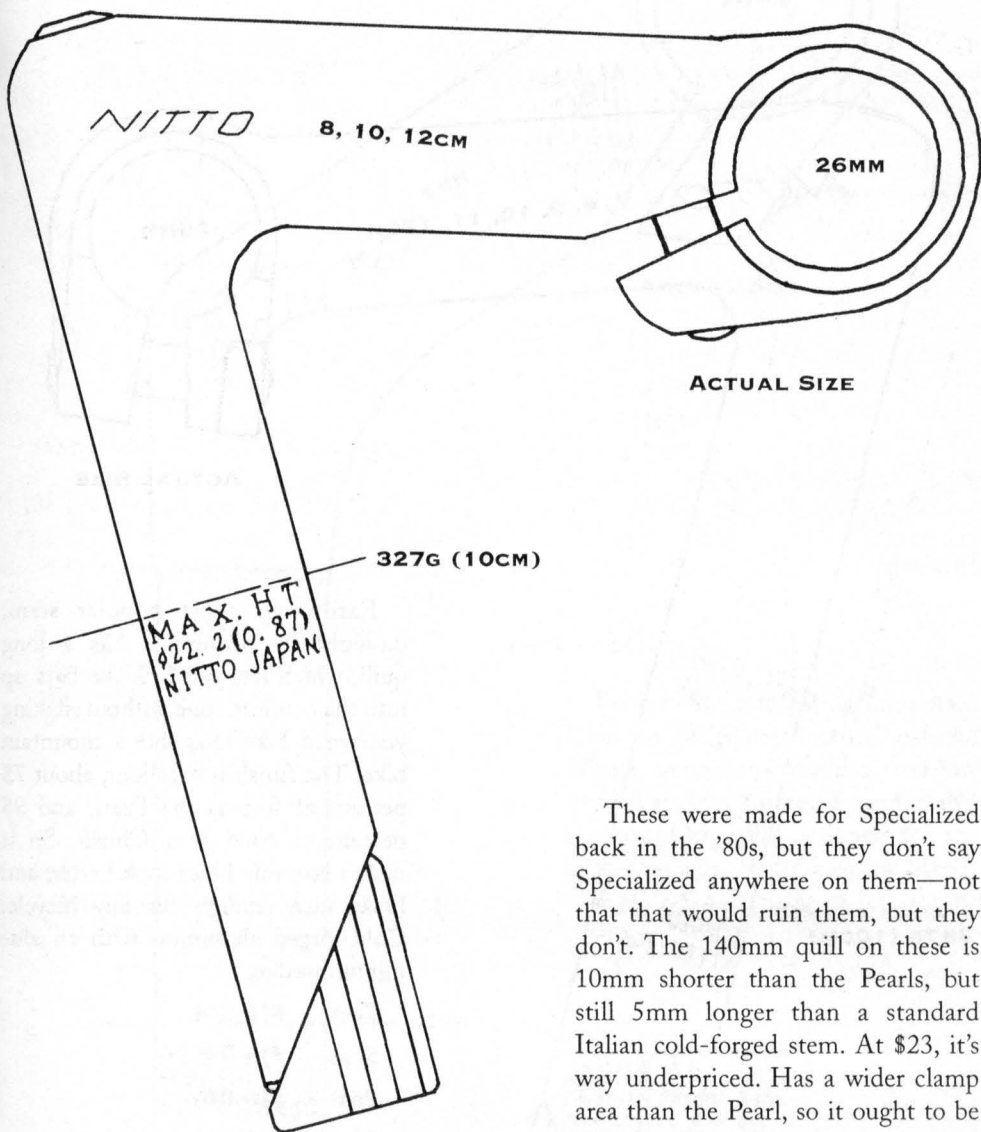 NITTO
8, 10, 12CM
26MM
ACTUAL SIZE
327G (10CM)
MAX. HT
φ22.2(0.87)
NITTO JAPAN
These were made for Specialized
back in the ’80s, but they don’t say
Specialized anywhere on them—not
that that would ruin them, but they
don’t. The 140mm quill on these is
10mm shorter than the Pearls, but
still 5mm longer than a standard
Italian cold-forged stem. At $23, it’s
way underpriced. Has a wider clamp
area than the Pearl, so it ought to be